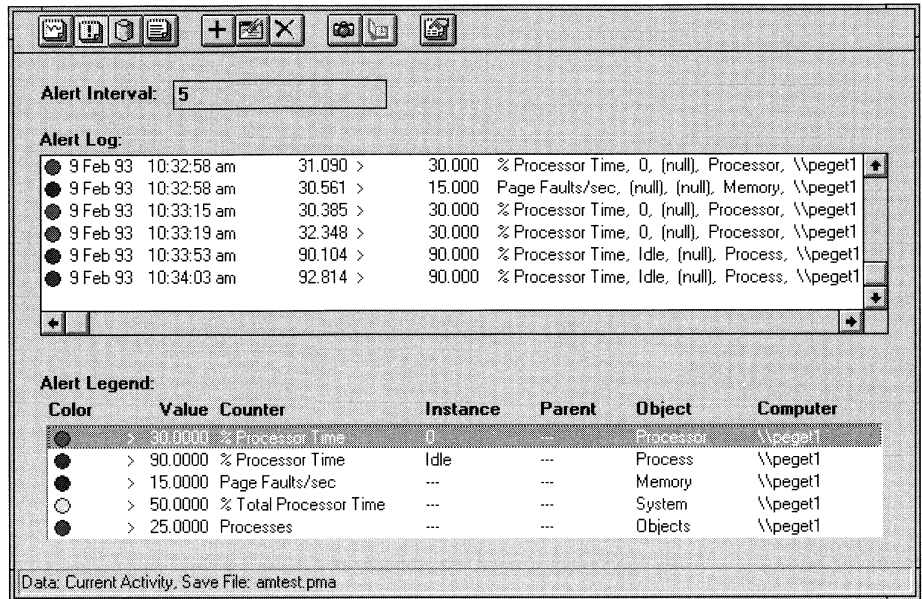 Alert Interval: 5
Alert Log:
9 Feb 93 10:32:58 am 31.090 > 30.000 % Processor Time, 0, (null), Processor, \\peget1
9 Feb 93 10:32:58 am 30.561 > 15.000 Page Faults/sec, (null), (null), Memory, \\peget1
9 Feb 93 10:33:15 am 30.385 > 30.000 % Processor Time, 0, (null), Processor, \\peget1
9 Feb 93 10:33:19 am 32.348 > 30.000 % Processor Time, 0, (null), Processor, \\peget1
9 Feb 93 10:33:53 am 90.104 > 90.000 % Processor Time, Idle, (null), Process, \\peget1
9 Feb 93 10:34:03 am 92.814 > 90.000 % Processor Time, Idle, (null), Process, \\peget1
Alert Legend:
Color Value Counter Instance Parent Object Computer
> 30.0000 % Processor Time 0 --- Processor \\peget1
> 90.0000 % Processor Time Idle --- Process \\peget1
> 15.0000 Page Faults/sec --- --- Memory \\peget1
> 50.0000 % Total Processor Time --- --- System \\peget1
> 25.0000 Processes --- --- Objects \\peget1
Data: Current Activity, Save File: amtest.pma